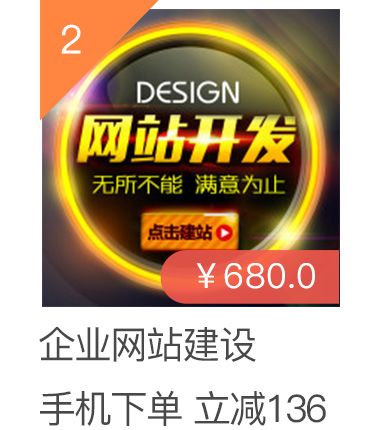 2
DESIGN
网站开发
无所不能 满意为止
点击建站
￥680.0
企业网站建设
手机下单 立减136